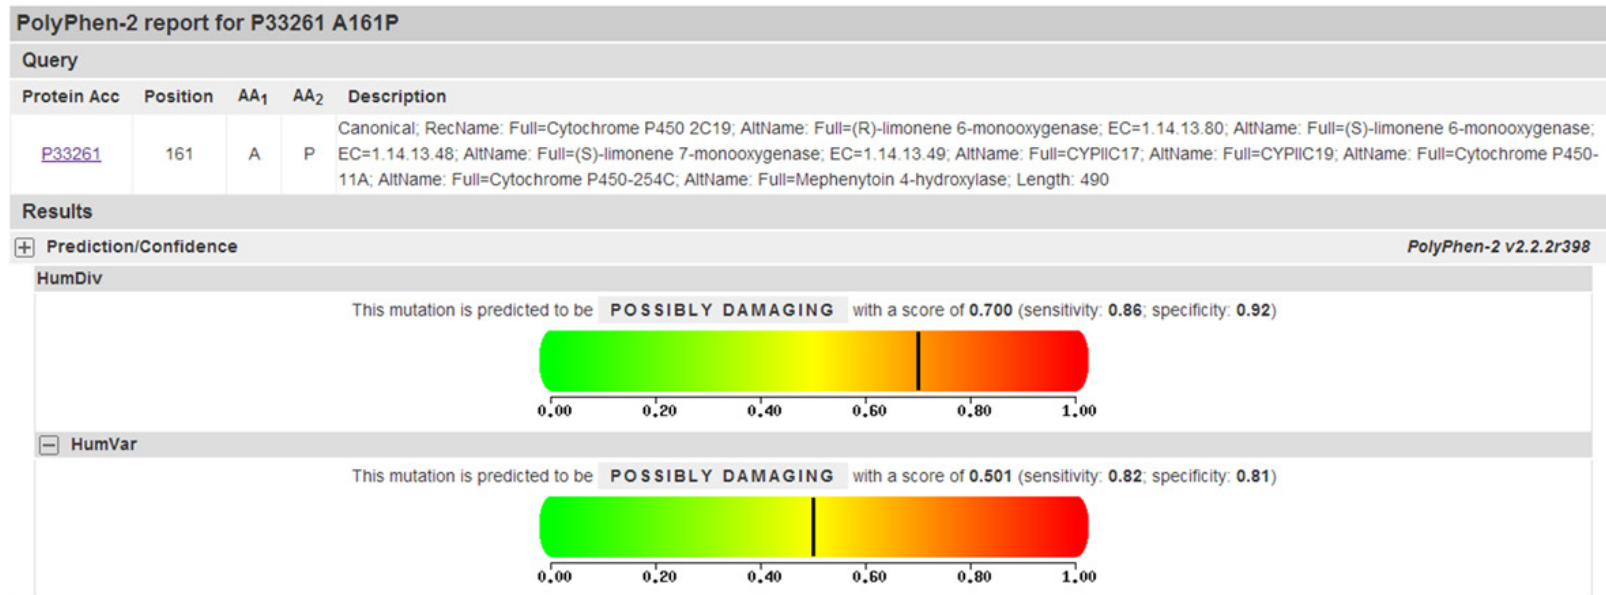 PolyPhen-2 report for P33261 A161P
Query
Protein Acc Position AA1 AA2 Description
P33261 161 A P Canonical; RecName: Full=Cytochrome P450 2C19; AltName: Full=(R)-limonene 6-monooxygenase; EC=1.14.13.80; AltName: Full=(S)-limonene 6-monooxygenase;
EC=1.14.13.48; AltName: Full=(S)-limonene 7-monooxygenase; EC=1.14.13.49; AltName: Full=CYPIIC17; AltName: Full=CYPIIC19; AltName: Full=Cytochrome P450-
11A; AltName: Full=Cytochrome P450-254C; AltName: Full=Mephenytoin 4-hydroxylase; Length: 490
Results
Prediction/Confidence PolyPhen-2 v2.2.2r398
HumDiv
This mutation is predicted to be POSSIBLY DAMAGING with a score of 0.700 (sensitivity: 0.86; specificity: 0.92)
0.00 0.20 0.40 0.60 0.80 1.00
HumVar
This mutation is predicted to be POSSIBLY DAMAGING with a score of 0.501 (sensitivity: 0.82; specificity: 0.81)
0.00 0.20 0.40 0.60 0.80 1.00